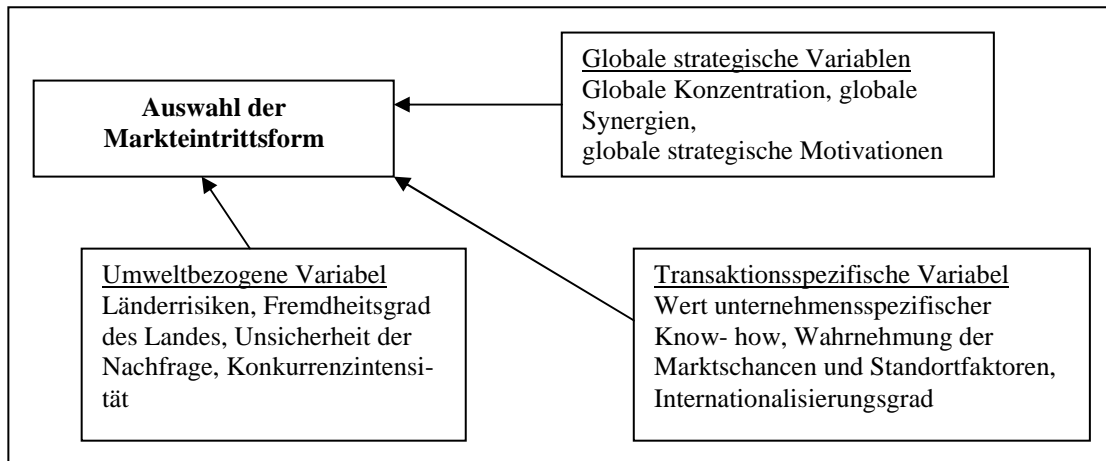 Globale strategische Variablen
Globale Konzentration, globale
Synergien,
globale strategische Motivationen
Auswahl der
Markteintrittsform
Umweltbezogene Variabel
Länderrisiken, Fremdheitsgrad
des Landes, Unsicherheit der
Nachfrage, Konkurrenzintensi-
tät
Transaktionsspezifische Variabel
Wert unternehmensspezifischer
Know- how, Wahrnehmung der
Marktschancen und Standortfaktoren,
Internationalisierungsgrad